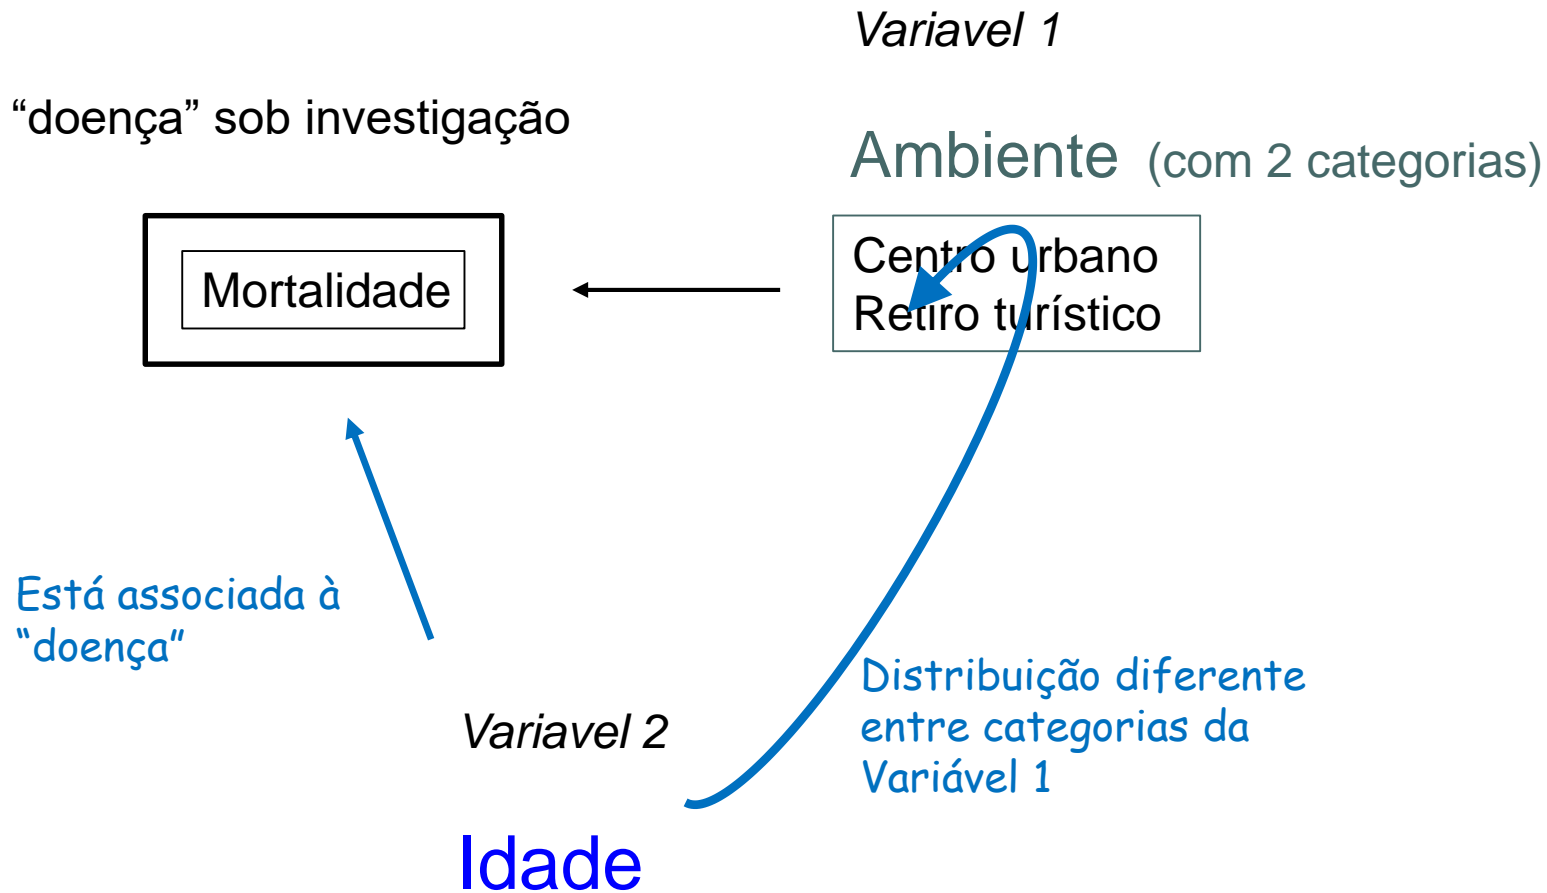 Variavel 1
“doença” sob investigação
Ambiente (com 2 categorias)
Mortalidade
Centro urbano
Retiro turístico
Está associada à
“doença”
Distribuição diferente
entre categorias da
Variável 1
Variavel 2
Idade